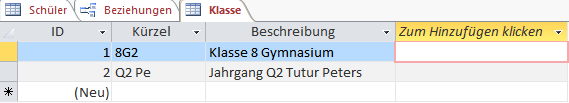 Schüler Beziehungen Klasse
ID Kürzel Beschreibung Zum Hinzufügen klicken
1 8G2 Klasse 8 Gymnasium
2 Q2 Pe Jahrgang Q2 Tutur Peters
* (Neu)